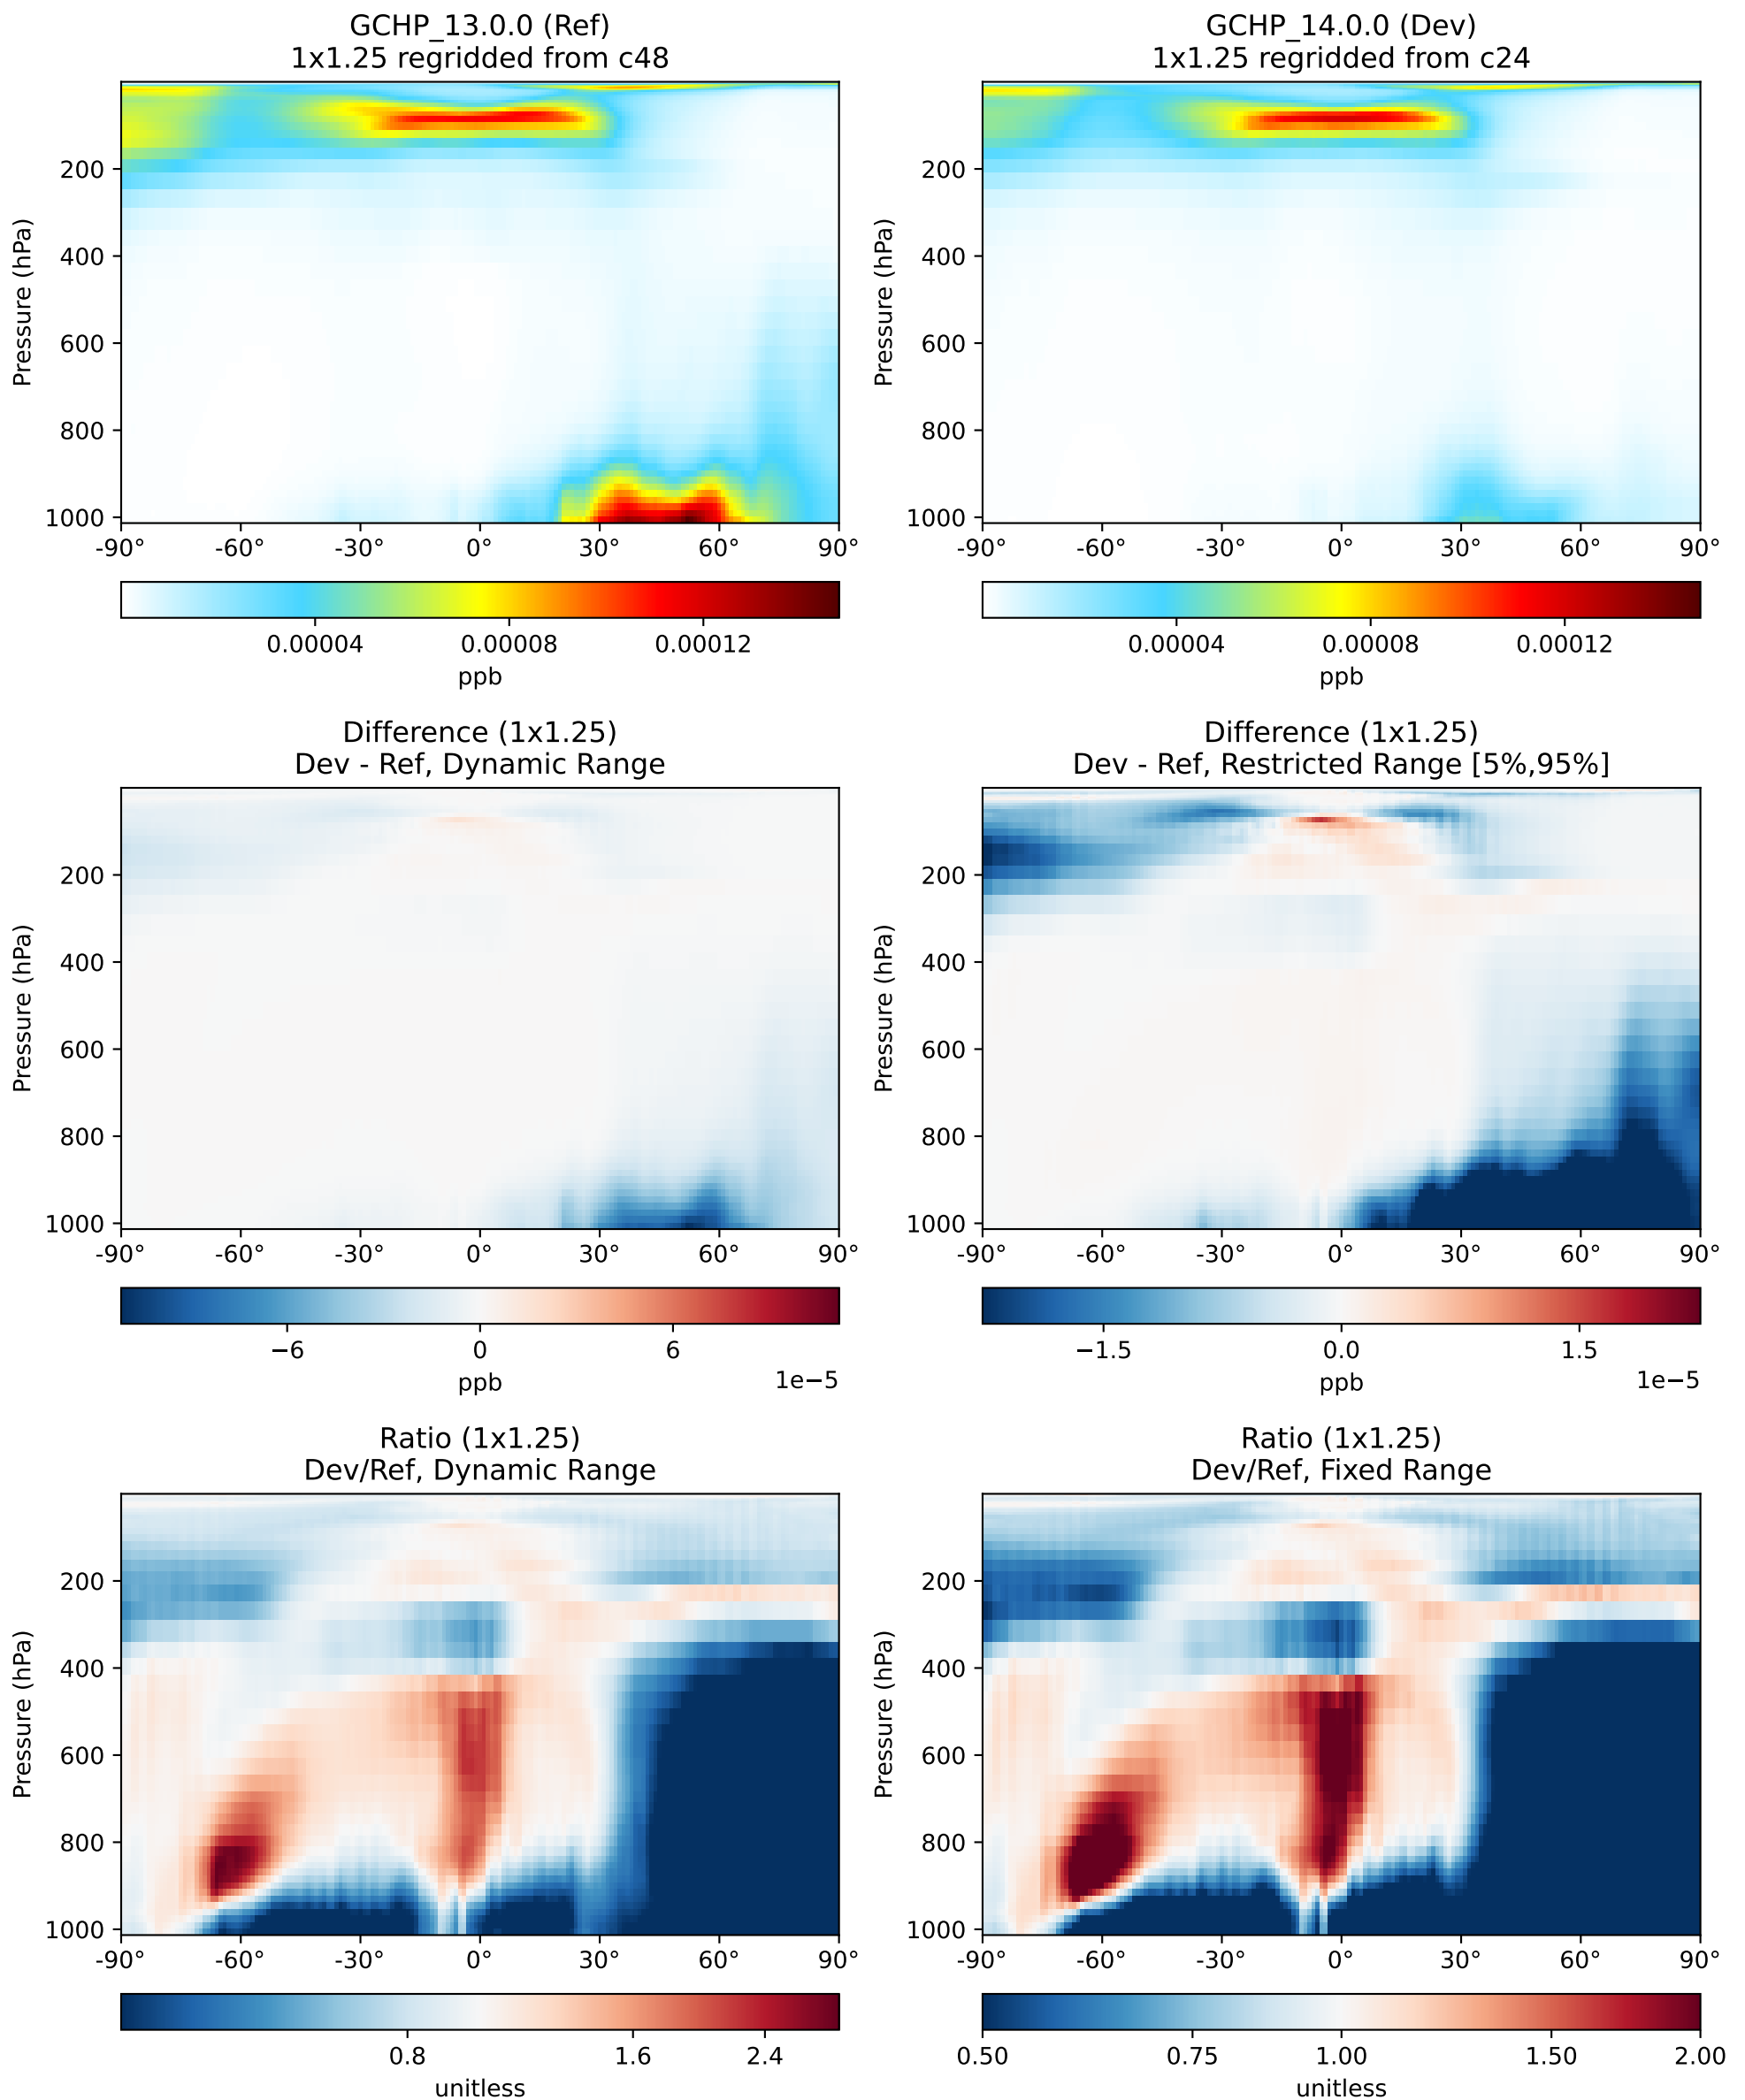 GCHP_13.0.0 (Ref)
1x1.25 regridded from c48
Pressure (hPa)
200
400
600
800
1000
-90° -60° -30° 0° 30° 60° 90°
0.00004 0.00008 0.00012
ppb
GCHP_14.0.0 (Dev)
1x1.25 regridded from c24
Pressure (hPa)
200
400
600
800
1000
-90° -60° -30° 0° 30° 60° 90°
0.00004 0.00008 0.00012
ppb
Difference (1x1.25)
Dev - Ref, Dynamic Range
Pressure (hPa)
200
400
600
800
1000
-90° -60° -30° 0° 30° 60° 90°
−6 0 6
ppb 1e−5
Difference (1x1.25)
Dev - Ref, Restricted Range [5%,95%]
Pressure (hPa)
200
400
600
800
1000
-90° -60° -30° 0° 30° 60° 90°
−1.5 0.0 1.5
ppb 1e−5
Ratio (1x1.25)
Dev/Ref, Dynamic Range
Pressure (hPa)
200
400
600
800
1000
-90° -60° -30° 0° 30° 60° 90°
0.8 1.6 2.4
unitless
Ratio (1x1.25)
Dev/Ref, Fixed Range
Pressure (hPa)
200
400
600
800
1000
-90° -60° -30° 0° 30° 60° 90°
0.50 0.75 1.00 1.50 2.00
unitless